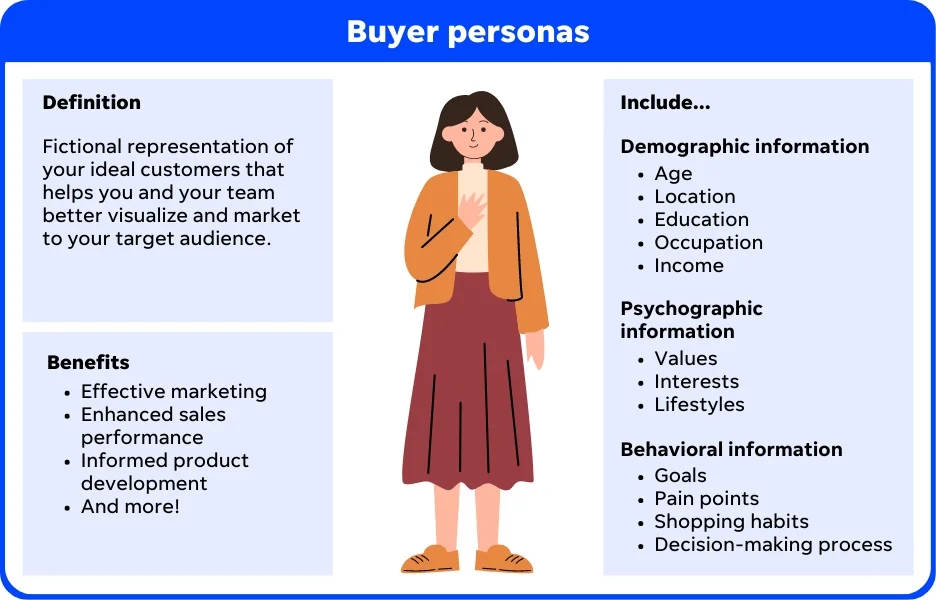 Buyer personas
Definition
Fictional representation of
your ideal customers that
helps you and your team
better visualize and market
to your target audience.
Benefits
• Effective marketing
• Enhanced sales
performance
• Informed product
development
• And more!
Include...
Demographic information
• Age
• Location
• Education
• Occupation
• Income
Psychographic
information
• Values
• Interests
• Lifestyles
Behavioral information
• Goals
• Pain points
• Shopping habits
• Decision-making process